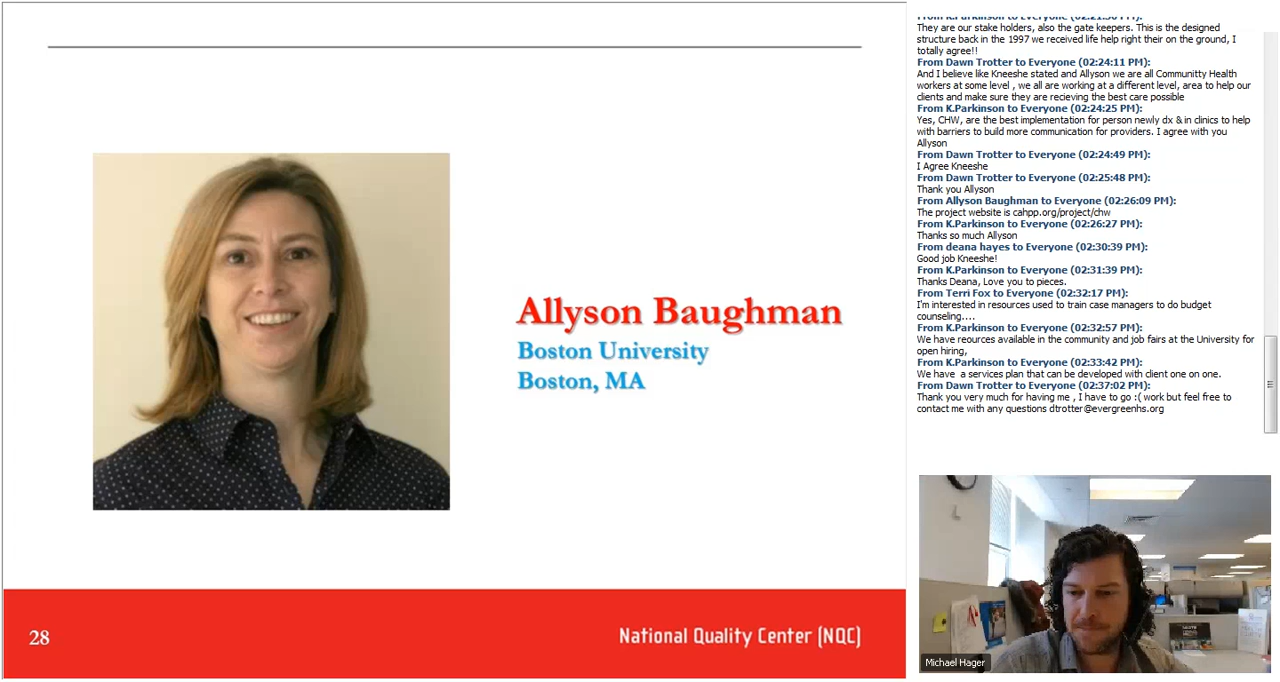 Allyson Baughman
Boston University
Boston, MA
28
National Quality Center (NQC)
From K.Parkinson to Everyone (02:21:50 PM):
They are our stake holders, also the gate keepers. This is the designed
structure back in the 1997 we received life help right their on the ground, I
totally agree!!
From Dawn Trotter to Everyone (02:24:11 PM):
And I believe like Kneeshe stated and Allyson we are all Communitty Health
workers at some level , we all are working at a different level, area to help our
clients and make sure they are recieving the best care possible
From K.Parkinson to Everyone (02:24:25 PM):
Yes, CHW, are the best implementation for person newly dx & in clinics to help
with barriers to build more communication for providers. I agree with you
Allyson
From Dawn Trotter to Everyone (02:24:49 PM):
I Agree Kneeshe
From Dawn Trotter to Everyone (02:25:48 PM):
Thank you Allyson
From Allyson Baughman to Everyone (02:26:09 PM):
The project website is cahpp.org/project/chw
From K.Parkinson to Everyone (02:26:27 PM):
Thanks so much Allyson
From deana hayes to Everyone (02:30:39 PM):
Good job Kneeshe!
From K.Parkinson to Everyone (02:31:39 PM):
Thanks Deana, Love you to pieces.
From Terri Fox to Everyone (02:32:17 PM):
I'm interested in resources used to train case managers to do budget
counseling....
From K.Parkinson to Everyone (02:32:57 PM):
We have reources available in the community and job fairs at the University for
open hiring,
From K.Parkinson to Everyone (02:33:42 PM):
We have a services plan that can be developed with client one on one.
From Dawn Trotter to Everyone (02:37:02 PM):
Thank you very much for having me , I have to go :( work but feel free to
contact me with any questions dtrotter@evergreenhs.org
Michael Hager